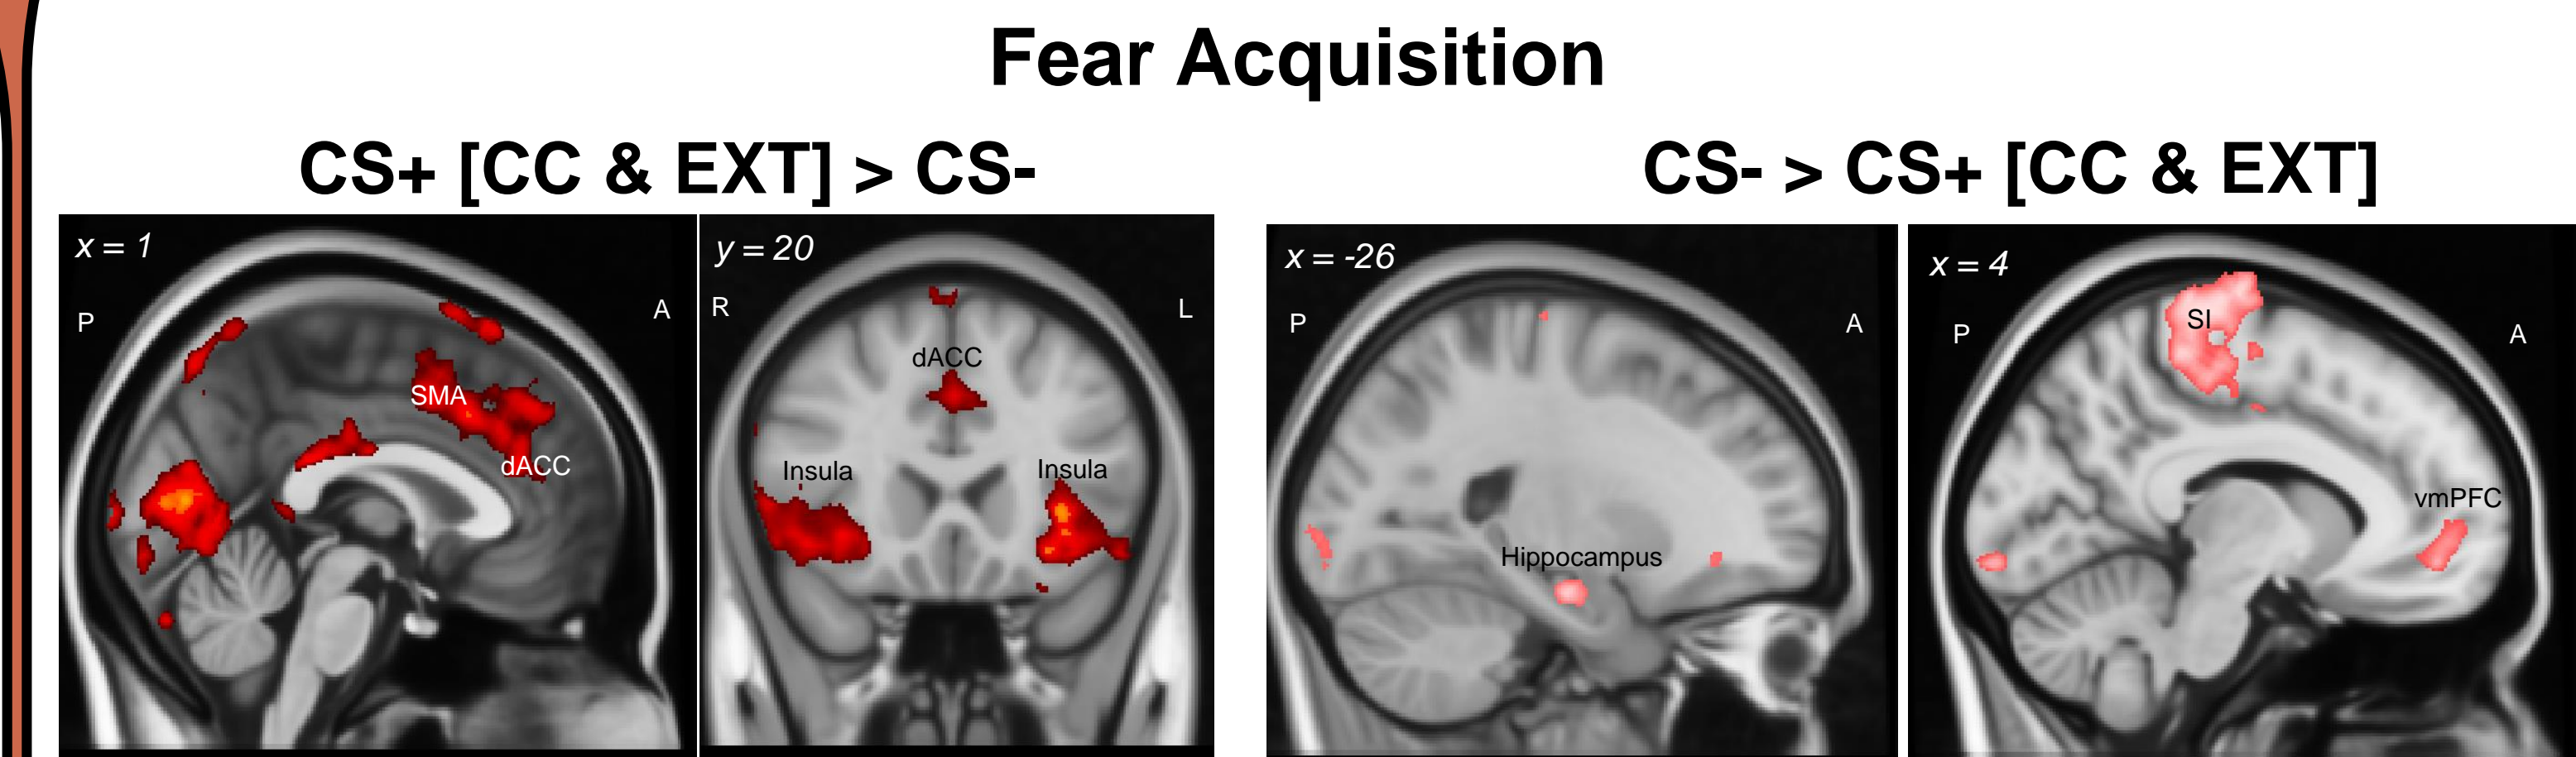 Fear Acquisition
CS+ [CC & EXT] > CS-
CS- > CS+ [CC & EXT]
x = 1
P
A
SMA
dACC
y = 20
R
L
dACC
Insula
Insula
x = -26
P
A
Hippocampus
x = 4
P
A
SI
vmPFC